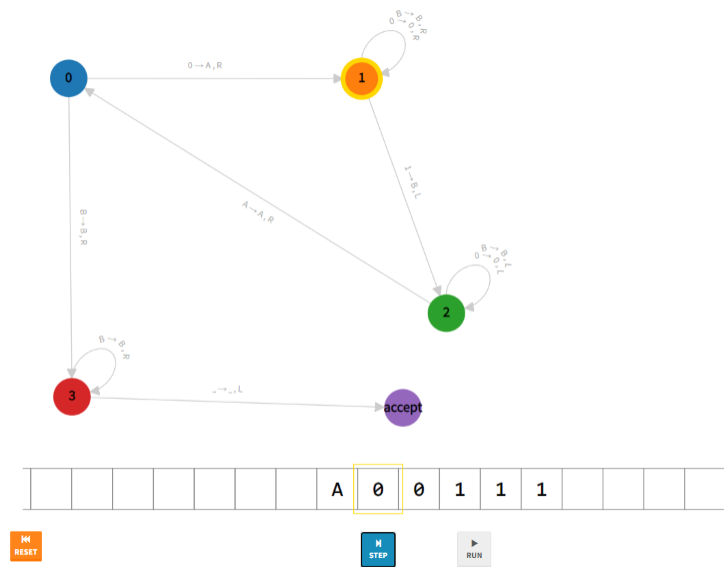 B → B,R
0 → 0,R
0
0 → A,R
1
1 → B,L
B → B,R
A → A,R
B → B,L
0 → 0,L
2
B → B,R
3
_ → _,L
accept
A 0 0 1 1 1
RESET
STEP
RUN